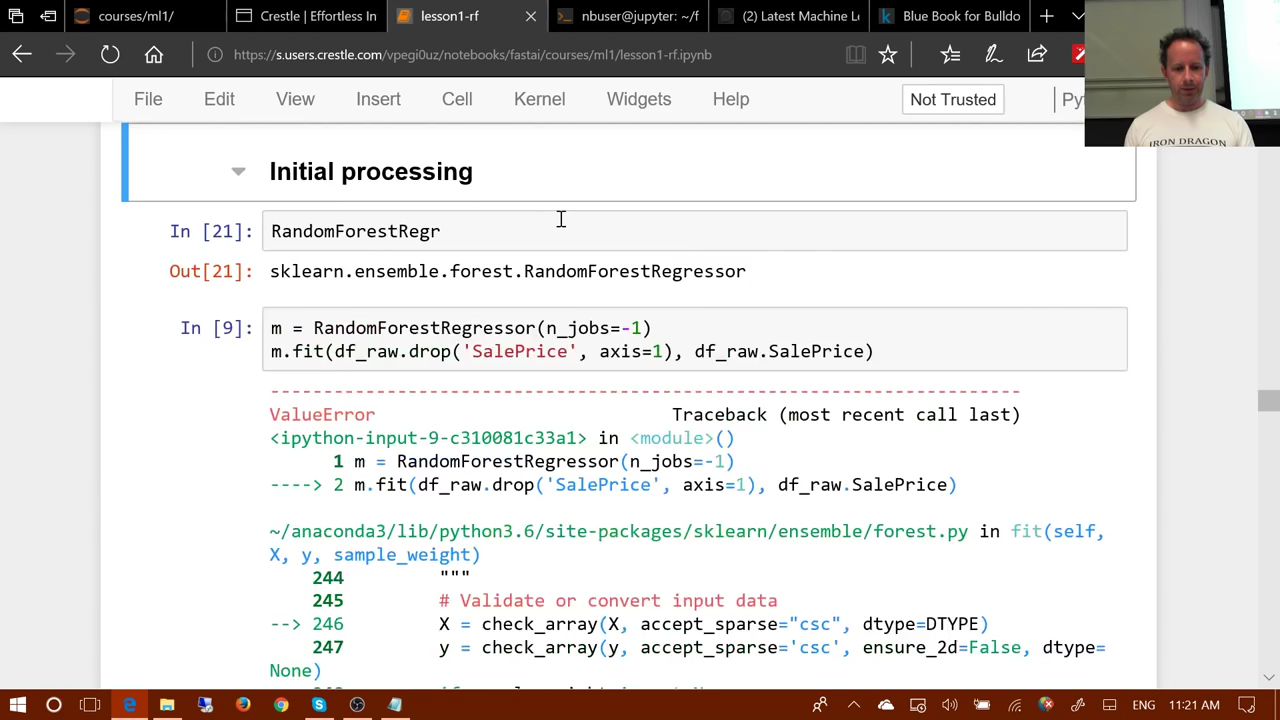 courses/ml1/
Crestle | Effortless In
lesson1-rf
nbuser@jupyter: ~/f
(2) Latest Machine Le
Blue Book for Bulldo
https://s.users.crestle.com/vpegi0uz/notebooks/fastai/courses/ml1/lesson1-rf.ipynb
File Edit View Insert Cell Kernel Widgets Help Not Trusted Py
IRON DRAGON
Initial processing
In [21]: RandomForestRegr
Out[21]: sklearn.ensemble.forest.RandomForestRegressor
In [9]: m = RandomForestRegressor(n_jobs=-1)
m.fit(df_raw.drop('SalePrice', axis=1), df_raw.SalePrice)
---------------------------------------------------------------------------
ValueError Traceback (most recent call last)
<ipython-input-9-c310081c33a1> in <module>()
1 m = RandomForestRegressor(n_jobs=-1)
----> 2 m.fit(df_raw.drop('SalePrice', axis=1), df_raw.SalePrice)
~/anaconda3/lib/python3.6/site-packages/sklearn/ensemble/forest.py in fit(self,
X, y, sample_weight)
244 """
245 # Validate or convert input data
--> 246 X = check_array(X, accept_sparse="csc", dtype=DTYPE)
247 y = check_array(y, accept_sparse='csc', ensure_2d=False, dtype=
None)
ENG 11:21 AM